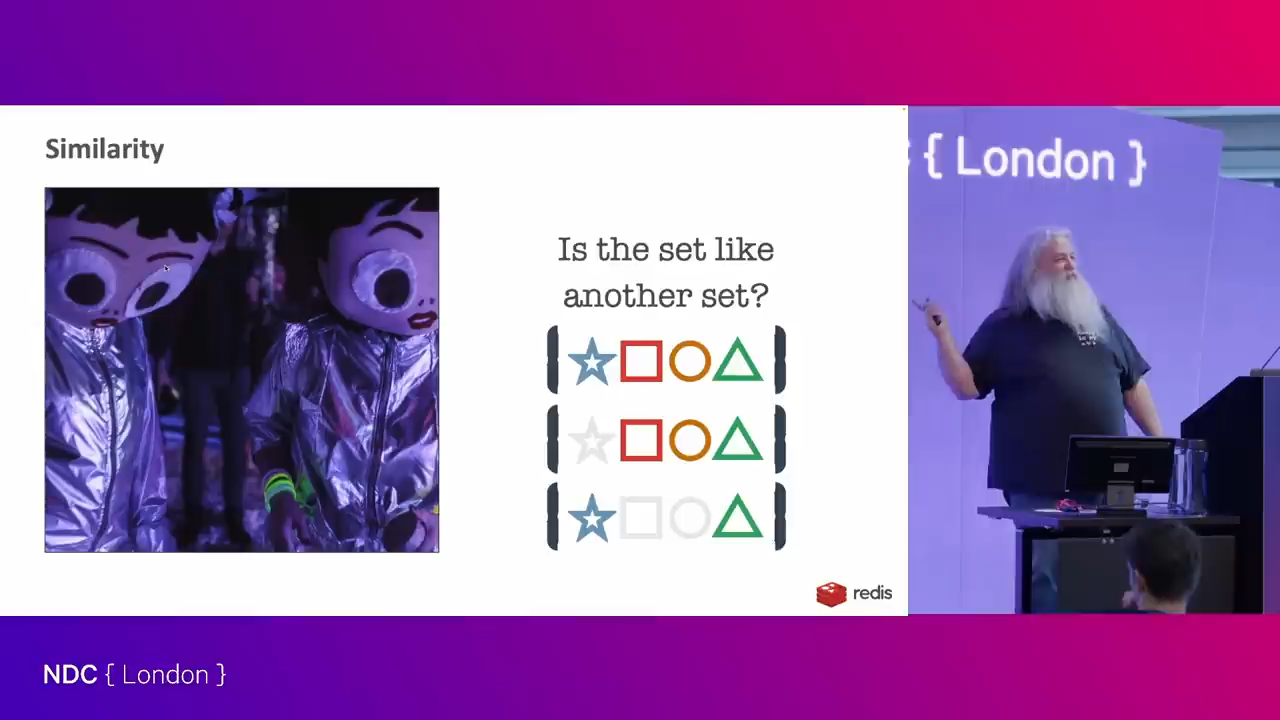 Similarity
Is the set like
another set?
redis
{ London }
NDC { London }